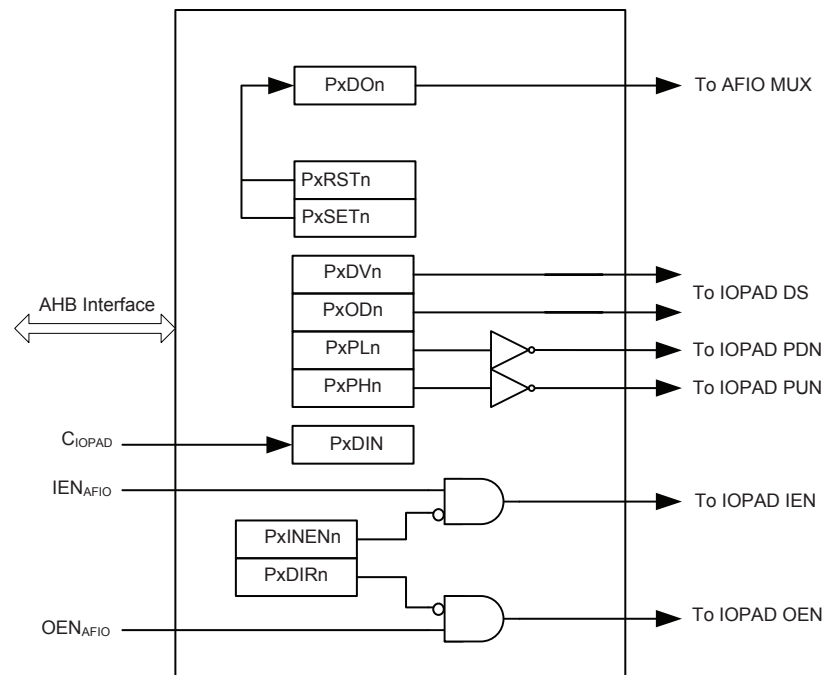 PxDOn
To AFIO MUX
PxRSTn
PxSETn
PxDVn
To IOPAD DS
AHB Interface
PxODn
PxPLn
To IOPAD PDN
PxPHn
To IOPAD PUN
CIOPAD
PxDIN
IENAFIO
To IOPAD IEN
PxINENn
PxDIRn
To IOPAD OEN
OENAFIO